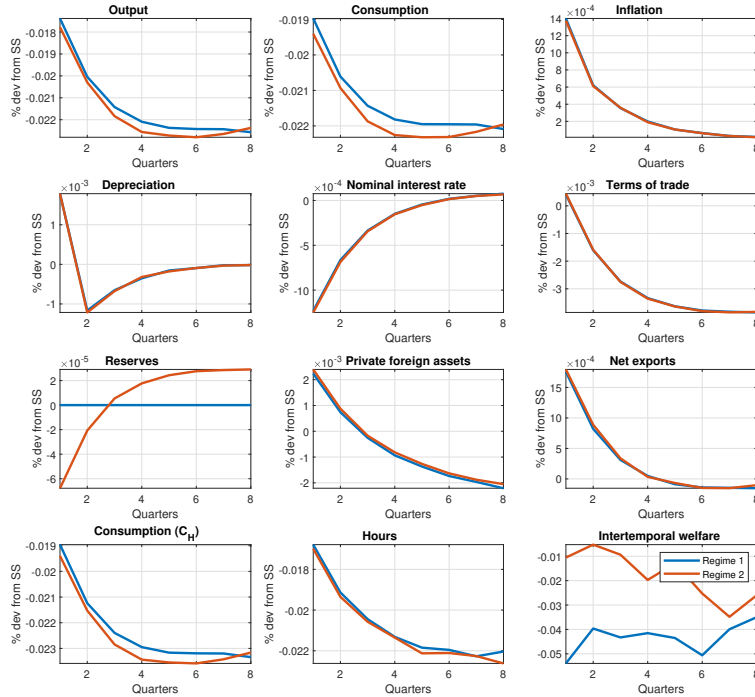 Output
% dev from SS
-0.018
-0.019
-0.02
-0.021
-0.022
2 4 6 8
Quarters
Consumption
% dev from SS
-0.019
-0.02
-0.021
-0.022
2 4 6 8
Quarters
Inflation
×10⁻⁴
% dev from SS
14
12
10
8
6
4
2
2 4 6 8
Quarters
Depreciation
×10⁻³
% dev from SS
1
0
-1
2 4 6 8
Quarters
Nominal interest rate
×10⁻⁴
% dev from SS
0
-5
-10
2 4 6 8
Quarters
Terms of trade
×10⁻³
% dev from SS
0
-1
-2
-3
2 4 6 8
Quarters
Reserves
×10⁻⁵
% dev from SS
2
0
-2
-4
-6
2 4 6 8
Quarters
Private foreign assets
×10⁻³
% dev from SS
2
1
0
-1
-2
2 4 6 8
Quarters
Net exports
×10⁻⁴
% dev from SS
15
10
5
0
2 4 6 8
Quarters
Consumption (C_H)
% dev from SS
-0.019
-0.02
-0.021
-0.022
-0.023
2 4 6 8
Quarters
Hours
% dev from SS
-0.018
-0.02
-0.022
2 4 6 8
Quarters
Intertemporal welfare
% dev from SS
-0.01
-0.02
-0.03
-0.04
-0.05
2 4 6 8
Quarters
Regime 1
Regime 2